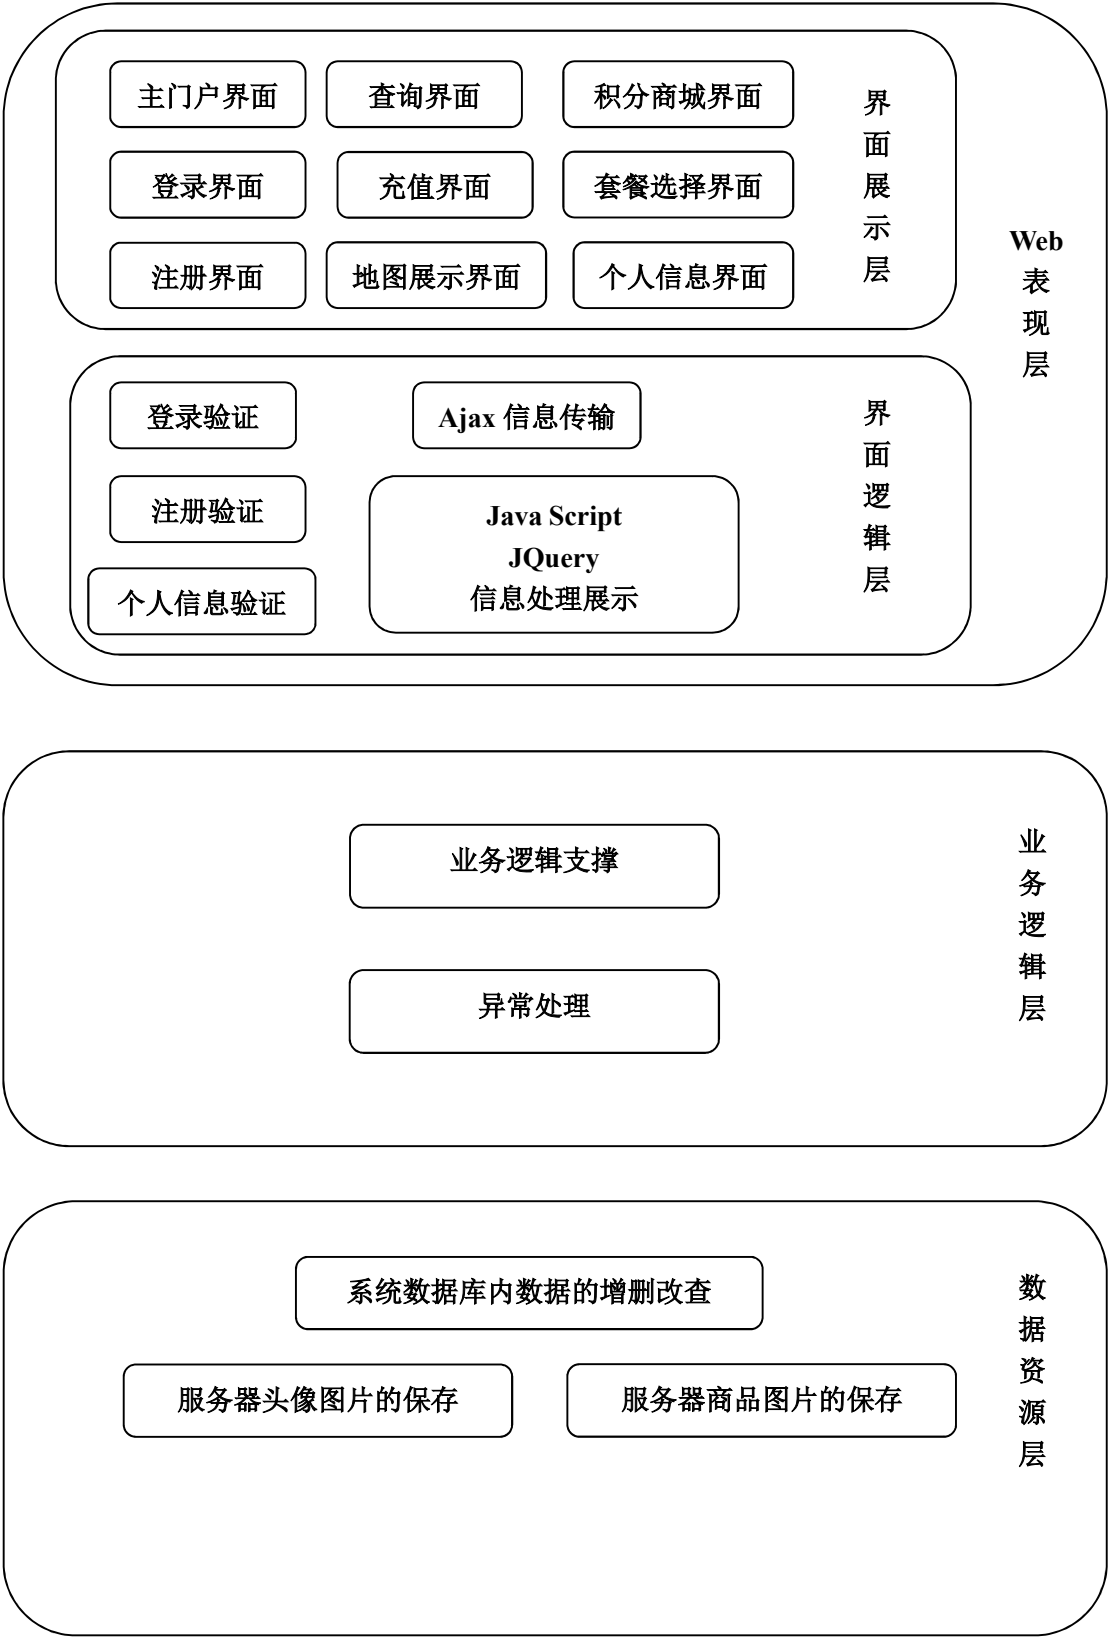 主门户界面
查询界面
积分商城界面
登录界面
充值界面
套餐选择界面
注册界面
地图展示界面
个人信息界面
界
面
展
示
层
Web
表
现
层
登录验证
Ajax 信息传输
注册验证
Java Script
JQuery
信息处理展示
个人信息验证
界
面
逻
辑
层
业务逻辑支撑
异常处理
业
务
逻
辑
层
系统数据库内数据的增删改查
服务器头像图片的保存
服务器商品图片的保存
数
据
资
源
层